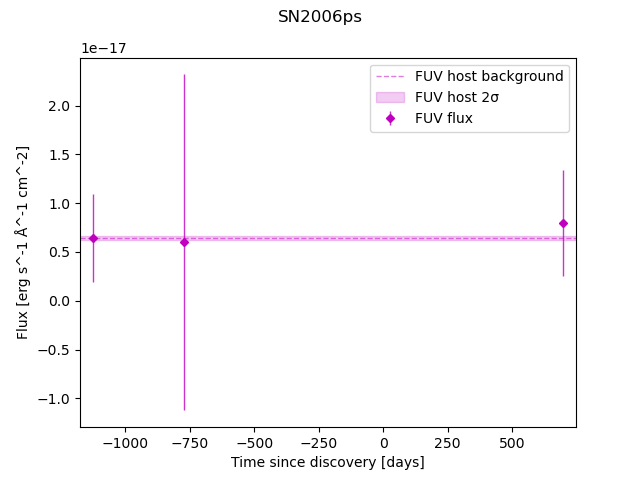 SN2006ps
1e−17
FUV host background
FUV host 2σ
FUV flux
2.0
1.5
1.0
0.5
0.0
−0.5
−1.0
Flux [erg s^-1 Å^-1 cm^-2]
−1000
−750
−500
−250
0
250
500
Time since discovery [days]